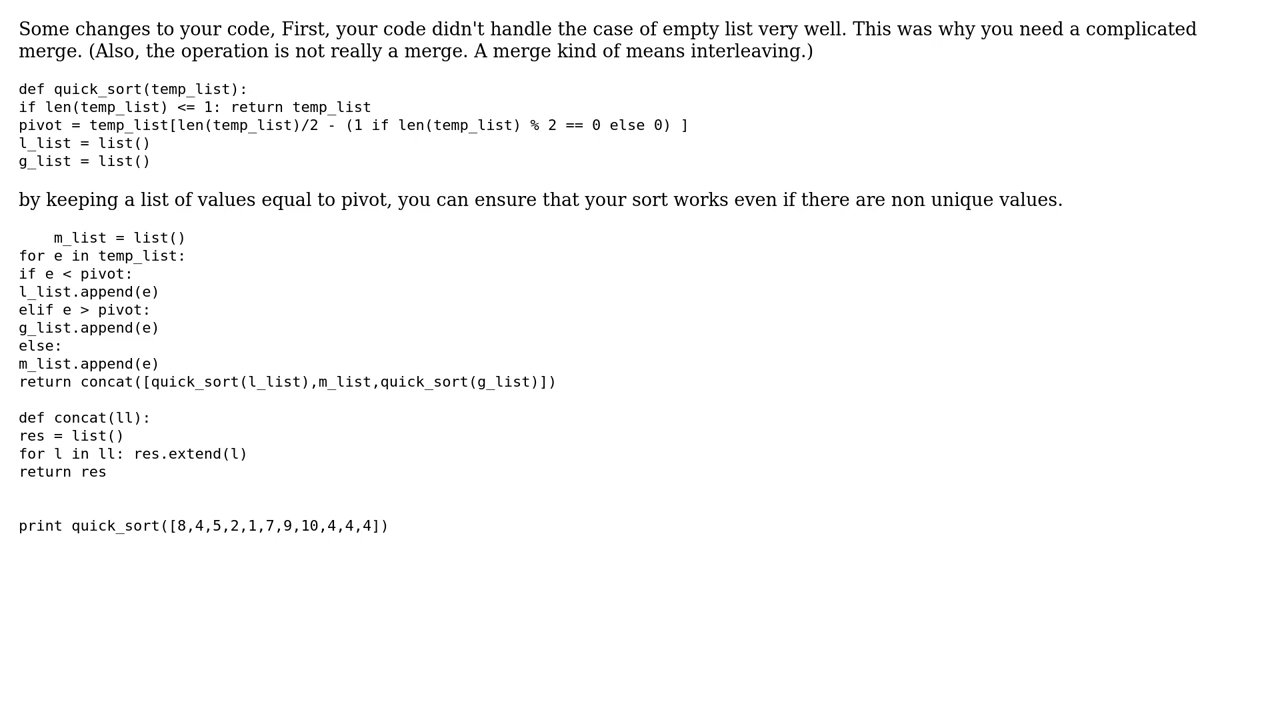 Some changes to your code, First, your code didn't handle the case of empty list very well. This was why you need a complicated
merge. (Also, the operation is not really a merge. A merge kind of means interleaving.)
def quick_sort(temp_list):
if len(temp_list) <= 1: return temp_list
pivot = temp_list[len(temp_list)/2 - (1 if len(temp_list) % 2 == 0 else 0) ]
l_list = list()
g_list = list()
by keeping a list of values equal to pivot, you can ensure that your sort works even if there are non unique values.
    m_list = list()
for e in temp_list:
if e < pivot:
l_list.append(e)
elif e > pivot:
g_list.append(e)
else:
m_list.append(e)
return concat([quick_sort(l_list),m_list,quick_sort(g_list)])
def concat(ll):
res = list()
for l in ll: res.extend(l)
return res
print quick_sort([8,4,5,2,1,7,9,10,4,4,4])